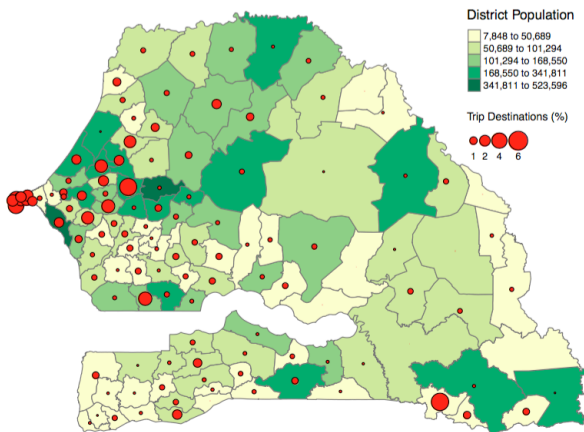 District Population
7,848 to 50,689
50,689 to 101,294
101,294 to 168,550
168,550 to 341,811
341,811 to 523,596
Trip Destinations (%)
1 2 4 6